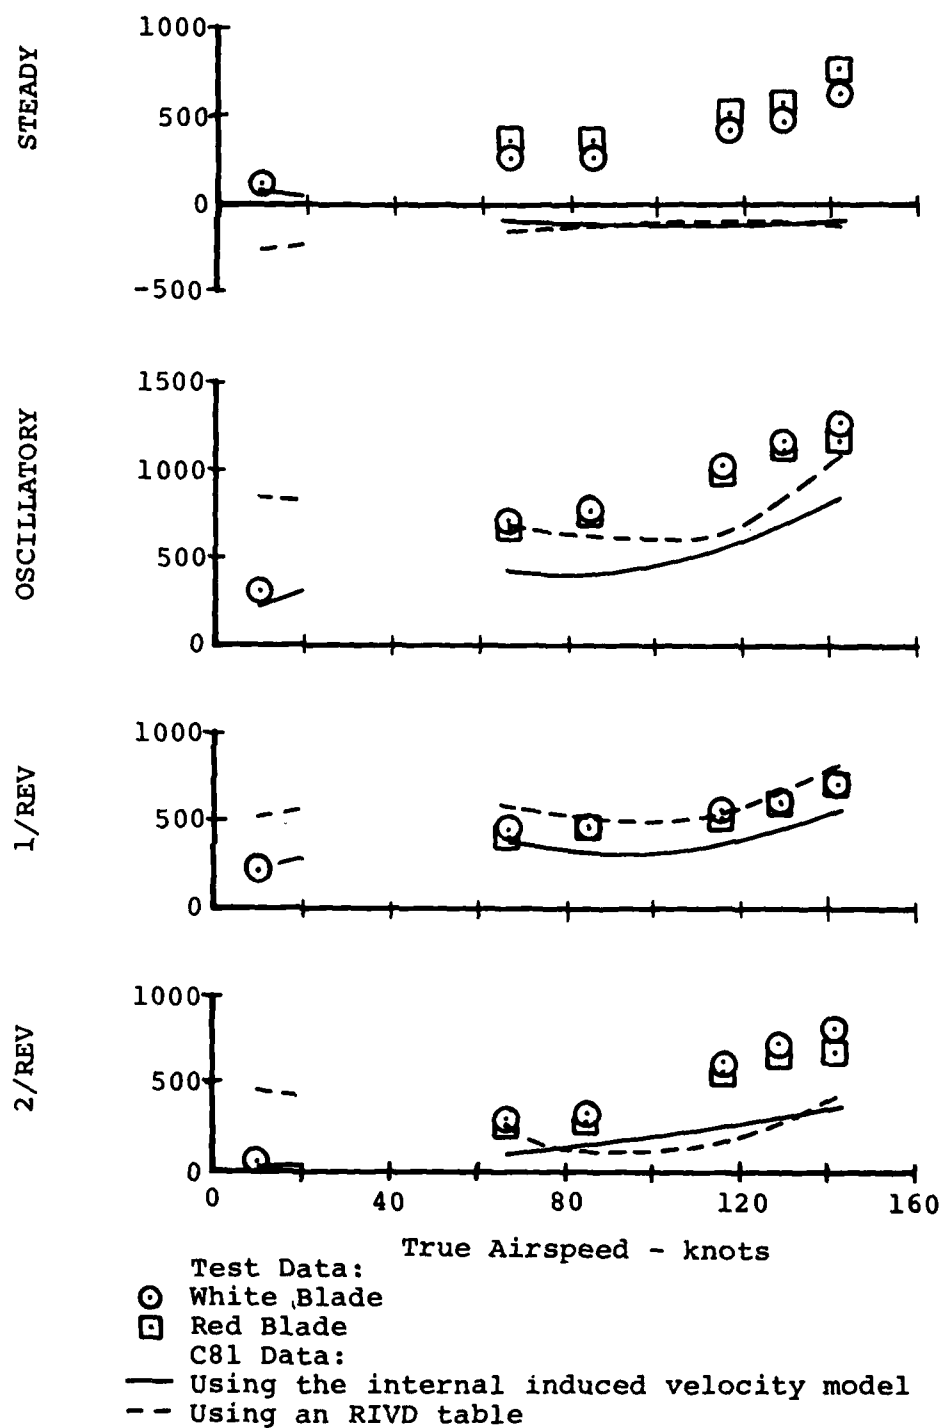 STEADY
1000
500
0
-500
OSCILLATORY
1500
1000
500
0
1/REV
1000
500
0
2/REV
1000
500
0
0 40 80 120 160
True Airspeed - knots
Test Data:
White Blade
Red Blade
C81 Data:
Using the internal induced velocity model
Using an RIVD table